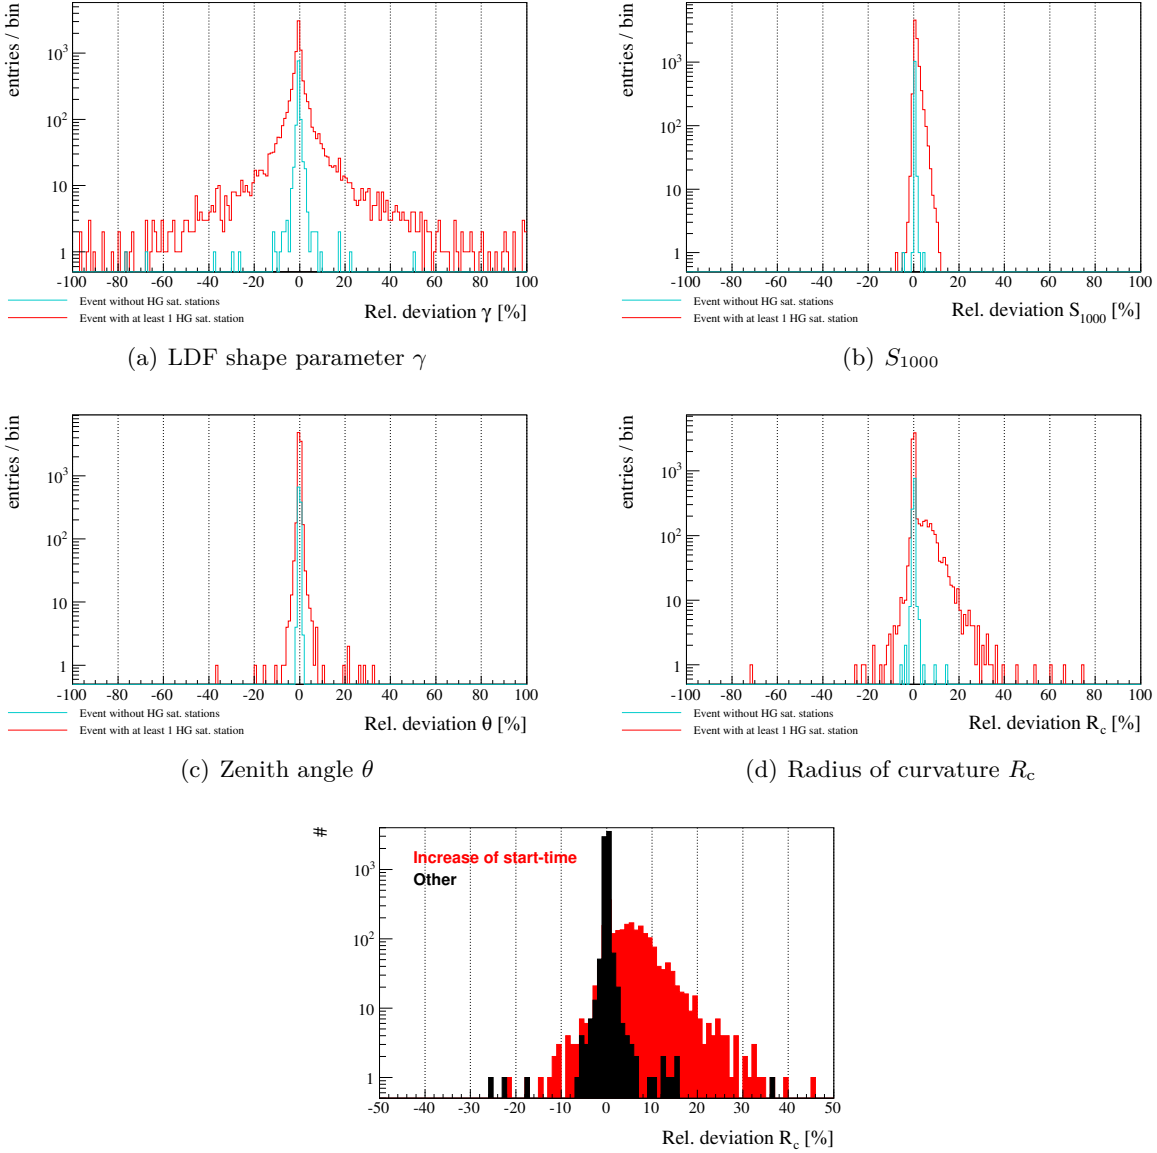 entries / bin
10³
10²
10
1
-100 -80 -60 -40 -20 0 20 40 60 80 100
Event without HG sat. stations
Event with at least 1 HG sat. station
Rel. deviation γ [%]
(a) LDF shape parameter γ
entries / bin
10³
10²
10
1
-100 -80 -60 -40 -20 0 20 40 60 80 100
Event without HG sat. stations
Event with at least 1 HG sat. station
Rel. deviation S₁₀₀₀ [%]
(b) S₁₀₀₀
entries / bin
10³
10²
10
1
-100 -80 -60 -40 -20 0 20 40 60 80 100
Event without HG sat. stations
Event with at least 1 HG sat. station
Rel. deviation θ [%]
(c) Zenith angle θ
entries / bin
10³
10²
10
1
-100 -80 -60 -40 -20 0 20 40 60 80 100
Event without HG sat. stations
Event with at least 1 HG sat. station
Rel. deviation R_c [%]
(d) Radius of curvature R_c
#
Increase of start-time
Other
10³
10²
10
1
-50 -40 -30 -20 -10 0 10 20 30 40 50
Rel. deviation R_c [%]